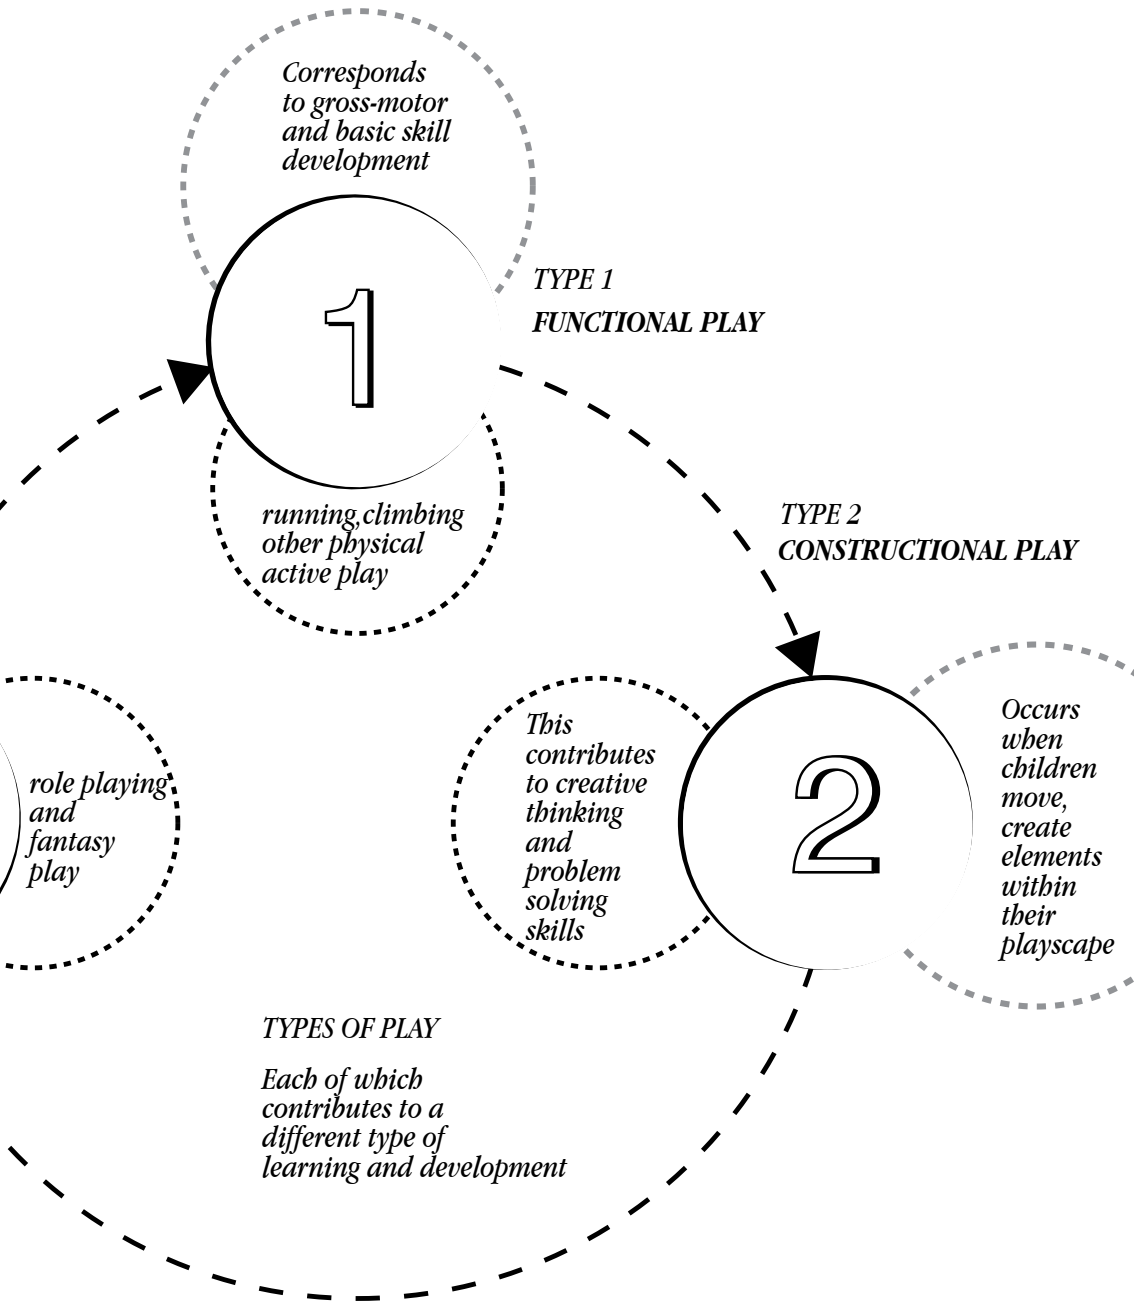 Corresponds
to gross-motor
and basic skill
development
1
TYPE 1
FUNCTIONAL PLAY
running,climbing
other physical
active play
TYPE 2
CONSTRUCTIONAL PLAY
role playing
and
fantasy
play
This
contributes
to creative
thinking
and
problem
solving
skills
2
Occurs
when
children
move,
create
elements
within
their
playscape
TYPES OF PLAY
Each of which
contributes to a
different type of
learning and development